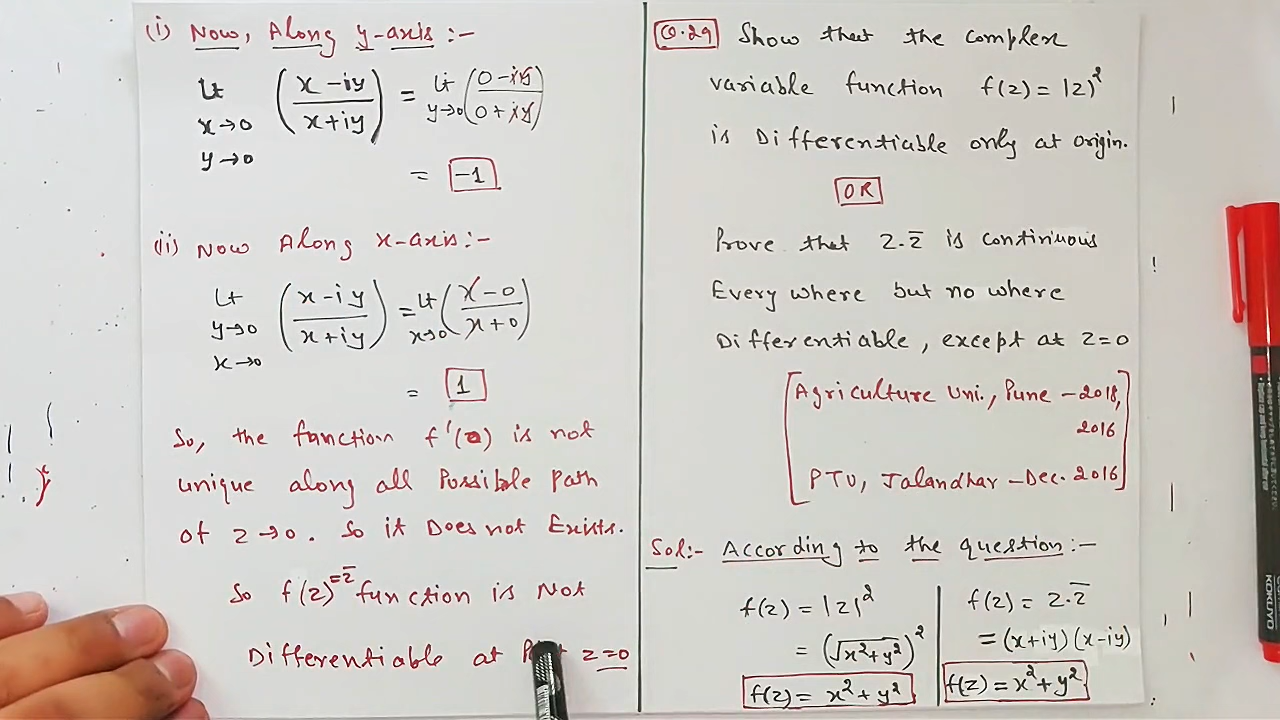 (i) Now, Along y-axis :-
Lt (x-iy / x+iy) = Lt (0-iy / 0+iy)
x→0 y→0
y→0
= -1
(ii) Now Along x-axis:-
Lt (x-iy / x+iy) = Lt (x-0 / x+0)
y→0 x→0
x→0
= 1
So, the function f'(0) is not
unique along all Possible path
of z→0. So it Does not Exists.
So f(z)=z̄ function is Not
Differentiable at z=0
Q.29 Show that the complex
variable function f(z) = |z|²
is Differentiable only at origin.
OR
Prove that z.z̄ is continuous
Every where but no where
Differentiable, except at z=0
[Agriculture Uni., Pune -2018,
2016
PTU, Jalandhar -Dec. 2016]
Sol:- According to the question:-
f(z) = |z|²
= (√x²+y²)²
f(z) = x²+y²
f(z) = z.z̄
= (x+iy) (x-iy)
f(z) = x²+y²
KOKUYO